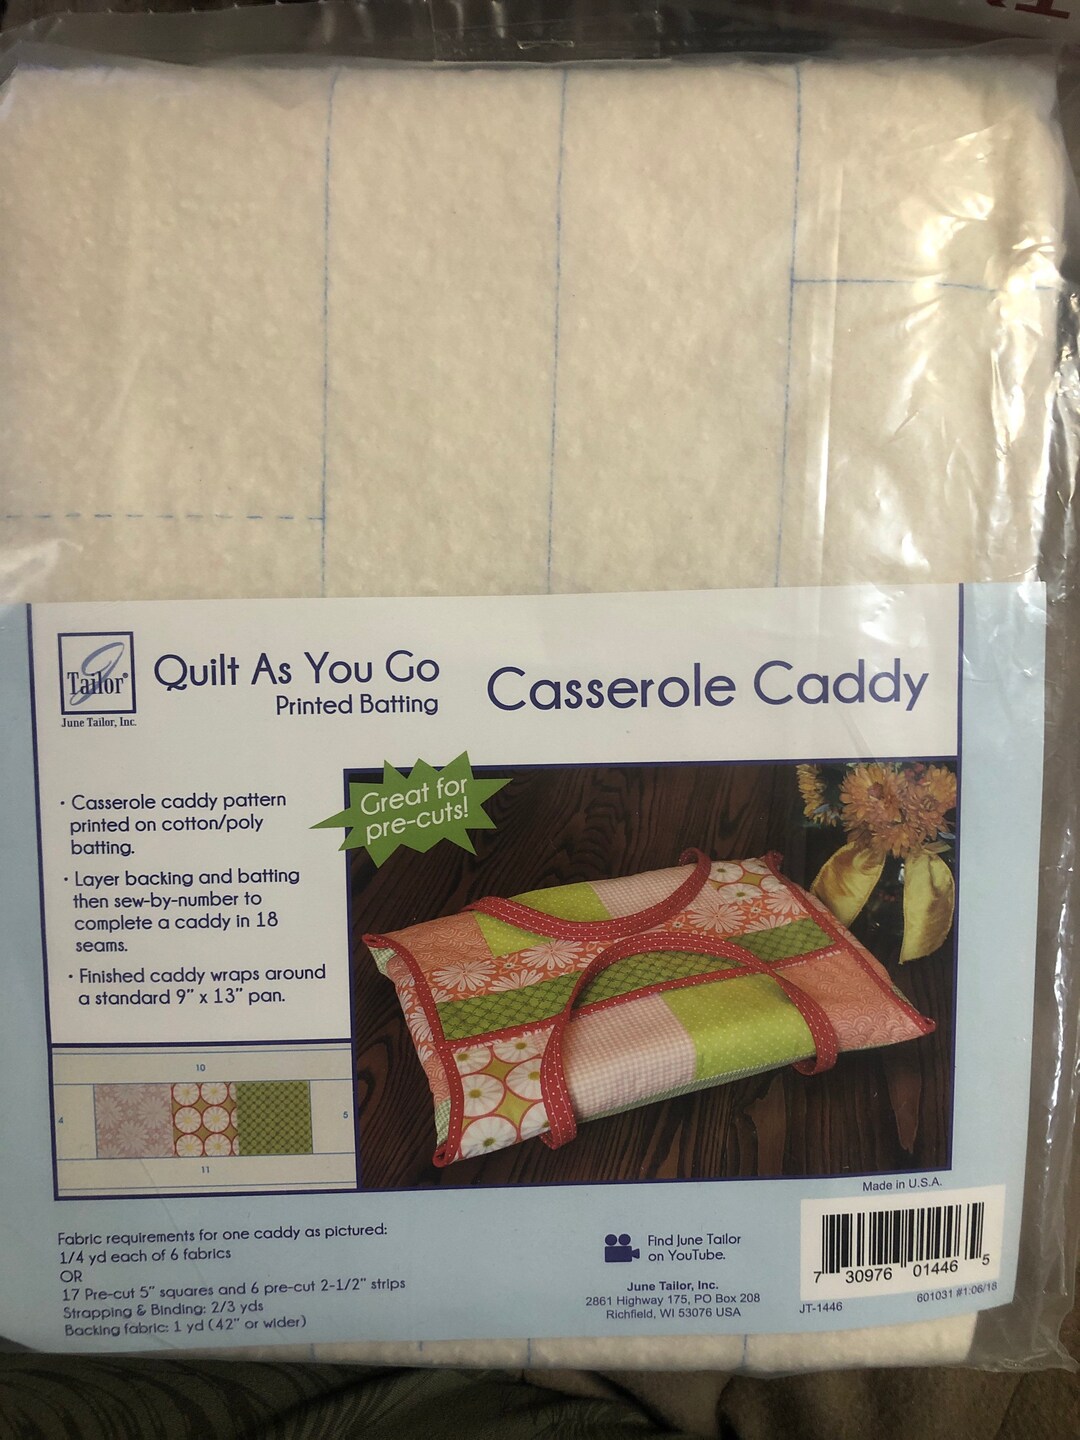 Tailor®
June Tailor, Inc.
Quilt As You Go
Printed Batting
Casserole Caddy
Great for
pre-cuts!
· Casserole caddy pattern
printed on cotton/poly
batting.
· Layer backing and batting
then sew-by-number to
complete a caddy in 18
seams.
· Finished caddy wraps around
a standard 9" x 13" pan.
10
4
5
11
Made in U.S.A.
Fabric requirements for one caddy as pictured:
1/4 yd each of 6 fabrics
OR
17 Pre-cut 5" squares and 6 pre-cut 2-1/2" strips
Strapping & Binding: 2/3 yds
Backing fabric: 1 yd (42" or wider)
Find June Tailor
on YouTube.
June Tailor, Inc.
2861 Highway 175, PO Box 208
Richfield, WI 53076 USA
7 30976 01446 5
JT-1446
601031 #1:06/18